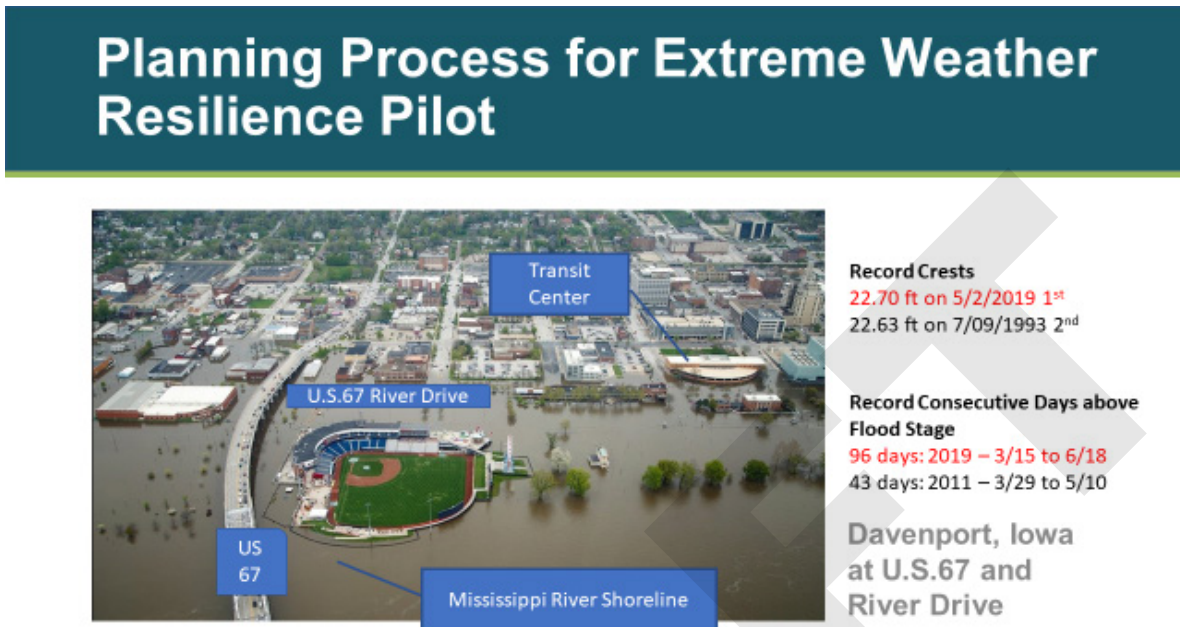 Planning Process for Extreme Weather
Resilience Pilot
Transit
Center
U.S.67 River Drive
US
67
Mississippi River Shoreline
Record Crests
22.70 ft on 5/2/2019 1st
22.63 ft on 7/09/1993 2nd
Record Consecutive Days above
Flood Stage
96 days: 2019 – 3/15 to 6/18
43 days: 2011 – 3/29 to 5/10
Davenport, Iowa
at U.S.67 and
River Drive